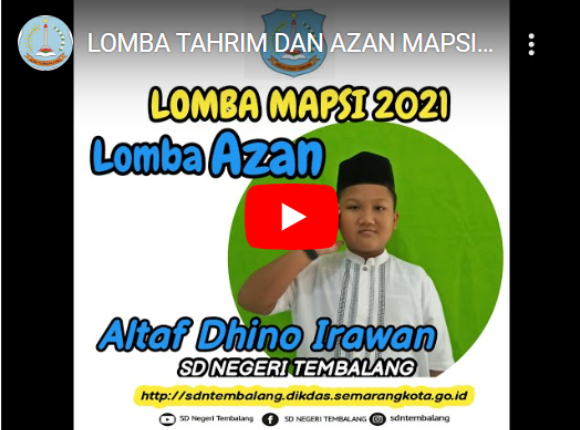 LOMBA TAHRIM DAN AZAN MAPSI...
LOMBA MAPSI 2021
Lomba Azan
Altaf Dhino Irawan
SD NEGERI TEMBALANG
http://sdntembalang.dikdas.semarangkota.go.id
SD Negeri Tembalang SD NEGERI TEMBALANG sdntembalang